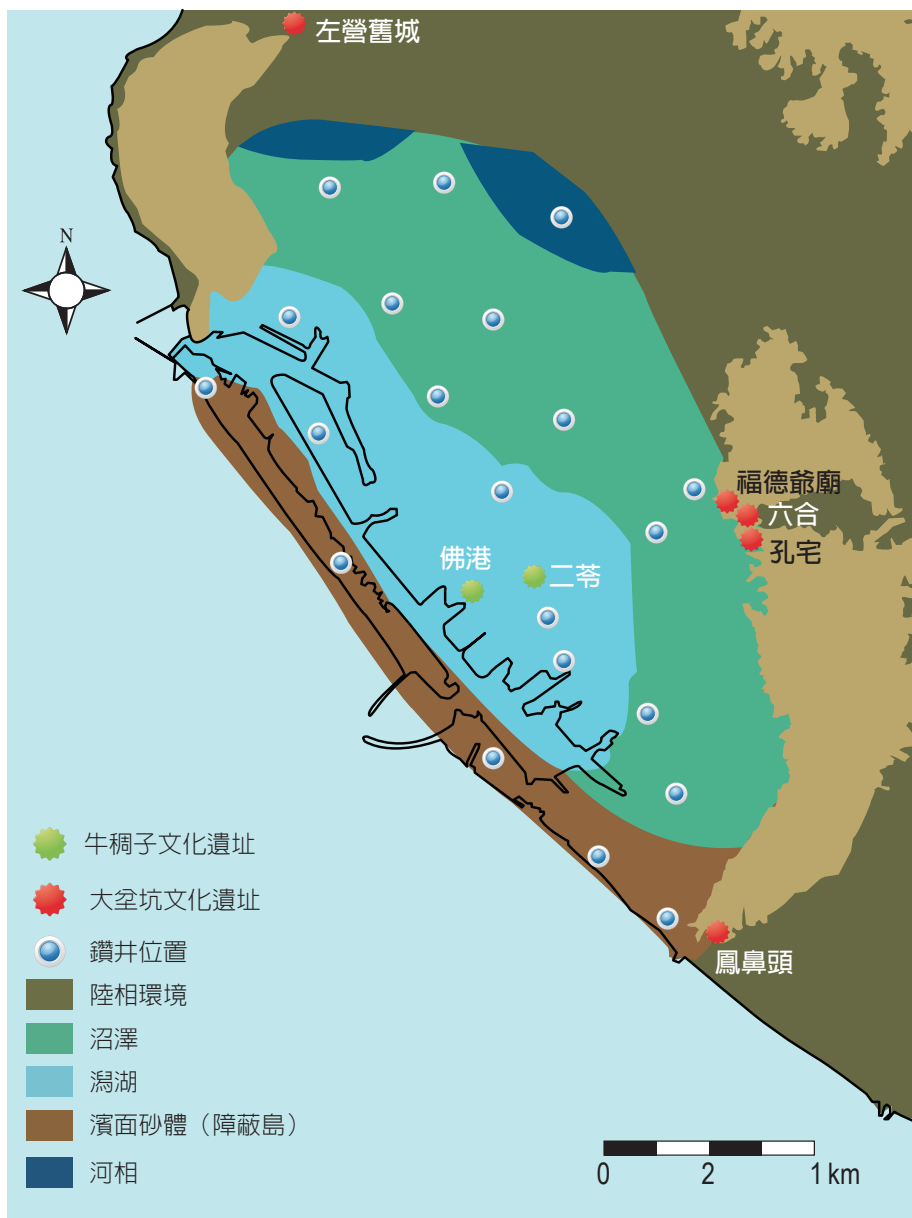 左營舊城
N
福德爺廟
六合
孔宅
佛港
二苓
鳳鼻頭
牛稠子文化遺址
大坌坑文化遺址
鑽井位置
陸相環境
沼澤
潟湖
濱面砂體（障蔽島）
河相
0 2 1 km